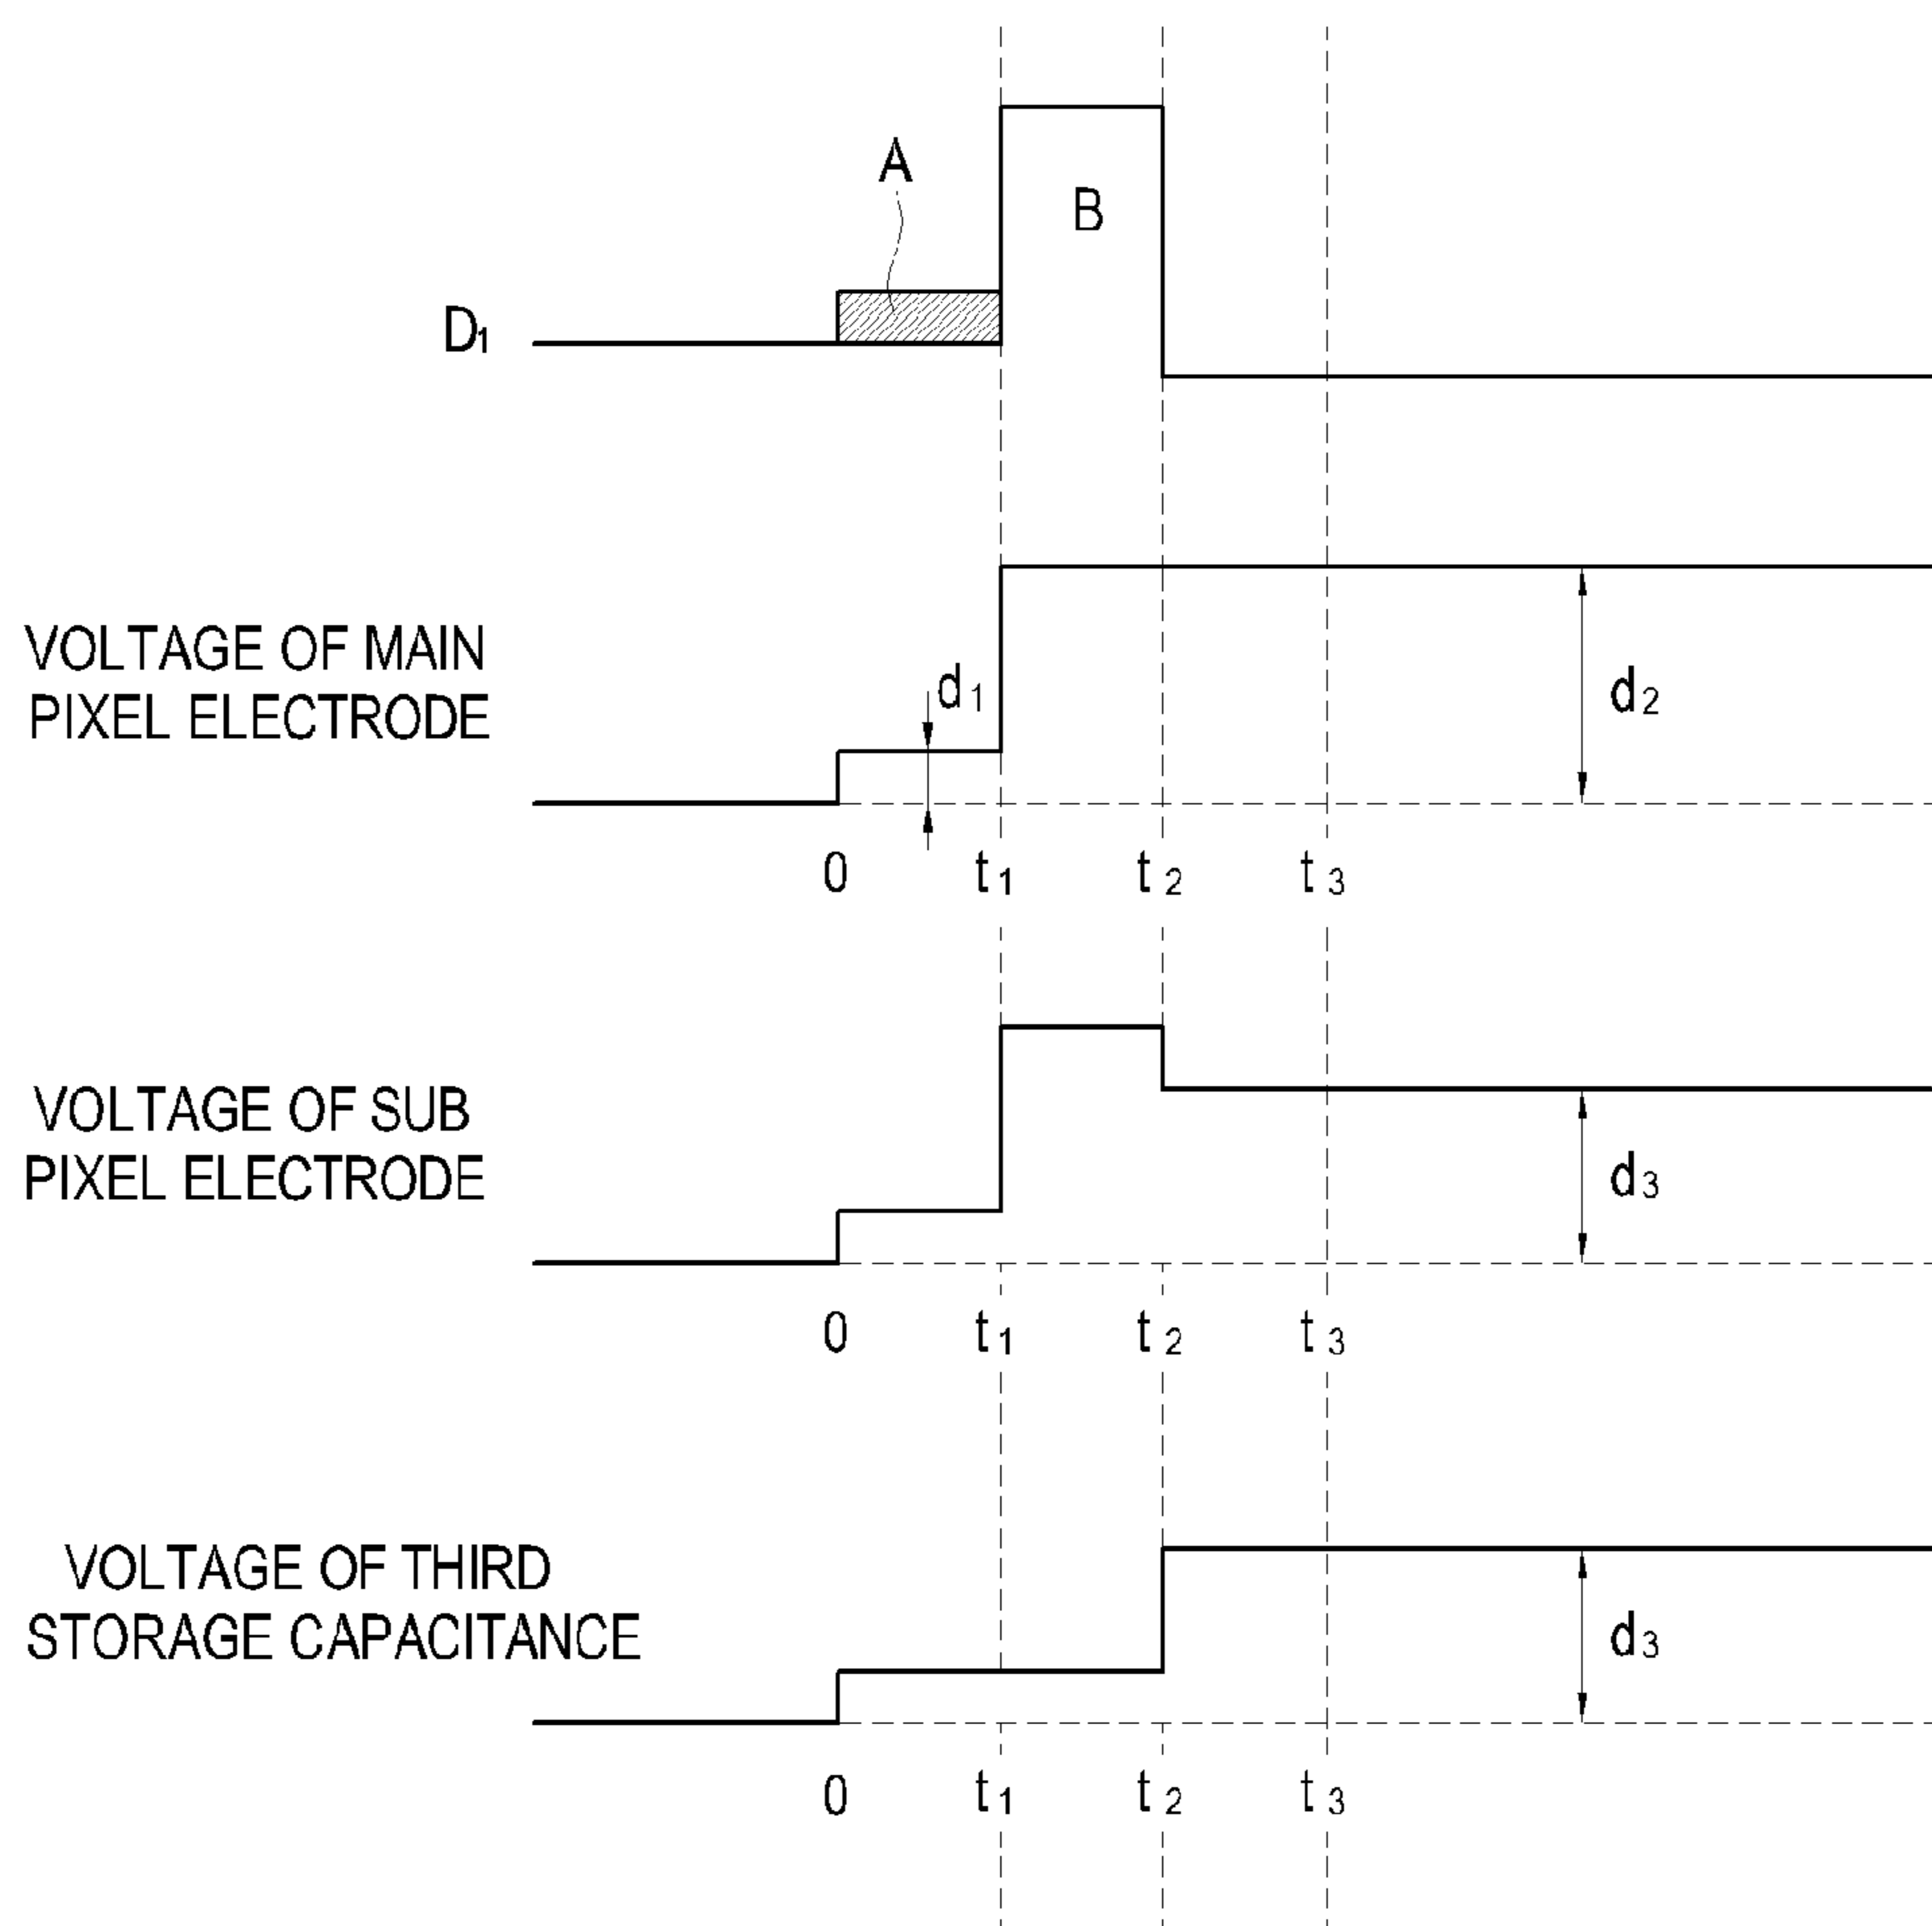 A
B
D₁
VOLTAGE OF MAIN
PIXEL ELECTRODE
d₁
d₂
0 t₁ t₂ t₃
VOLTAGE OF SUB
PIXEL ELECTRODE
d₃
0 t₁ t₂ t₃
VOLTAGE OF THIRD
STORAGE CAPACITANCE
d₃
0 t₁ t₂ t₃